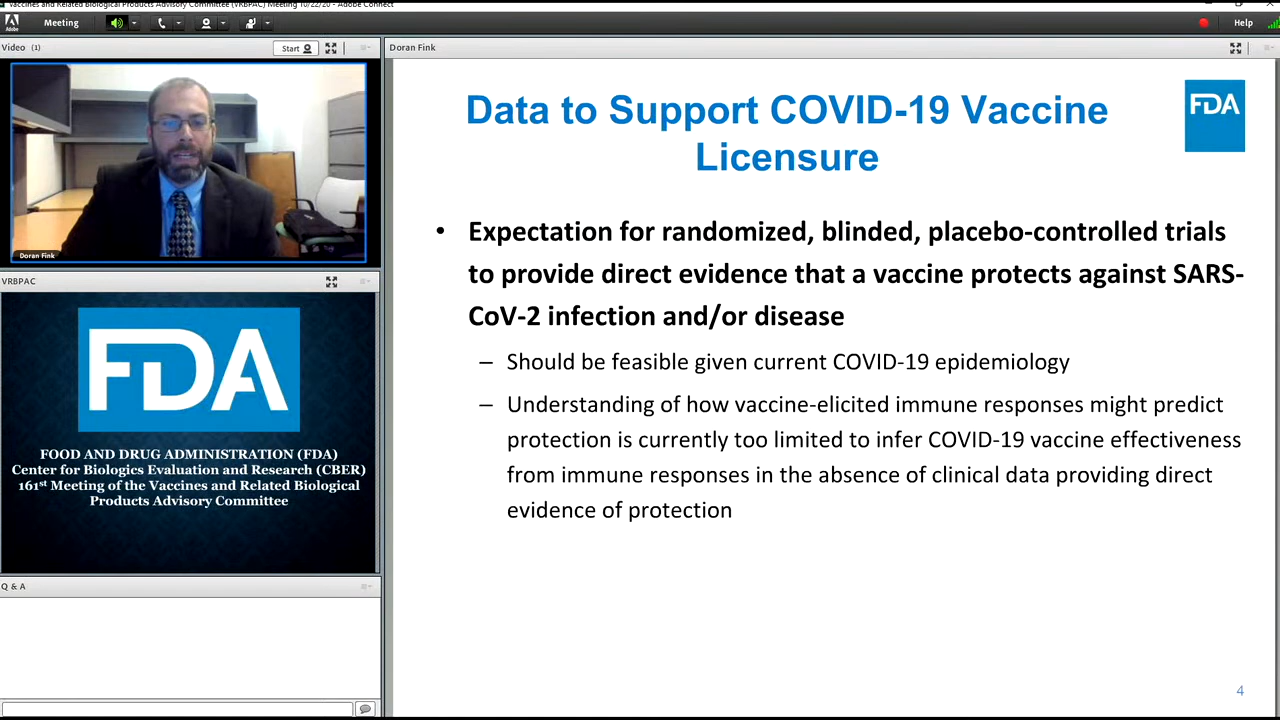 Vaccines and Related Biological Products Advisory Committee (VRBPAC) Meeting 10/22/20 - Adobe Connect
Adobe
Meeting
Help
Video (1)
Start
Doran Fink
Doran Fink
VRBPAC
FDA
FOOD AND DRUG ADMINISTRATION (FDA)
Center for Biologics Evaluation and Research (CBER)
161st Meeting of the Vaccines and Related Biological
Products Advisory Committee
Q & A
Data to Support COVID-19 Vaccine
Licensure
FDA
• Expectation for randomized, blinded, placebo-controlled trials
to provide direct evidence that a vaccine protects against SARS-
CoV-2 infection and/or disease
– Should be feasible given current COVID-19 epidemiology
– Understanding of how vaccine-elicited immune responses might predict
protection is currently too limited to infer COVID-19 vaccine effectiveness
from immune responses in the absence of clinical data providing direct
evidence of protection
4